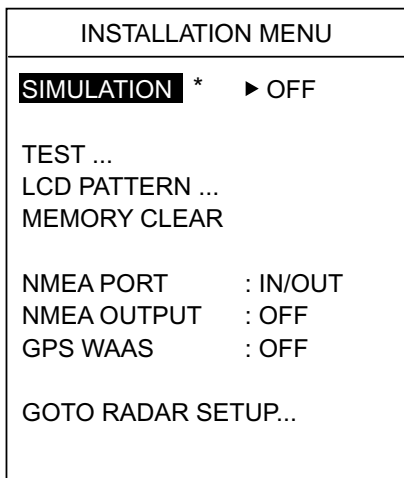 INSTALLATION MENU
SIMULATION * ▶ OFF
TEST ...
LCD PATTERN ...
MEMORY CLEAR
NMEA PORT : IN/OUT
NMEA OUTPUT : OFF
GPS WAAS : OFF
GOTO RADAR SETUP...